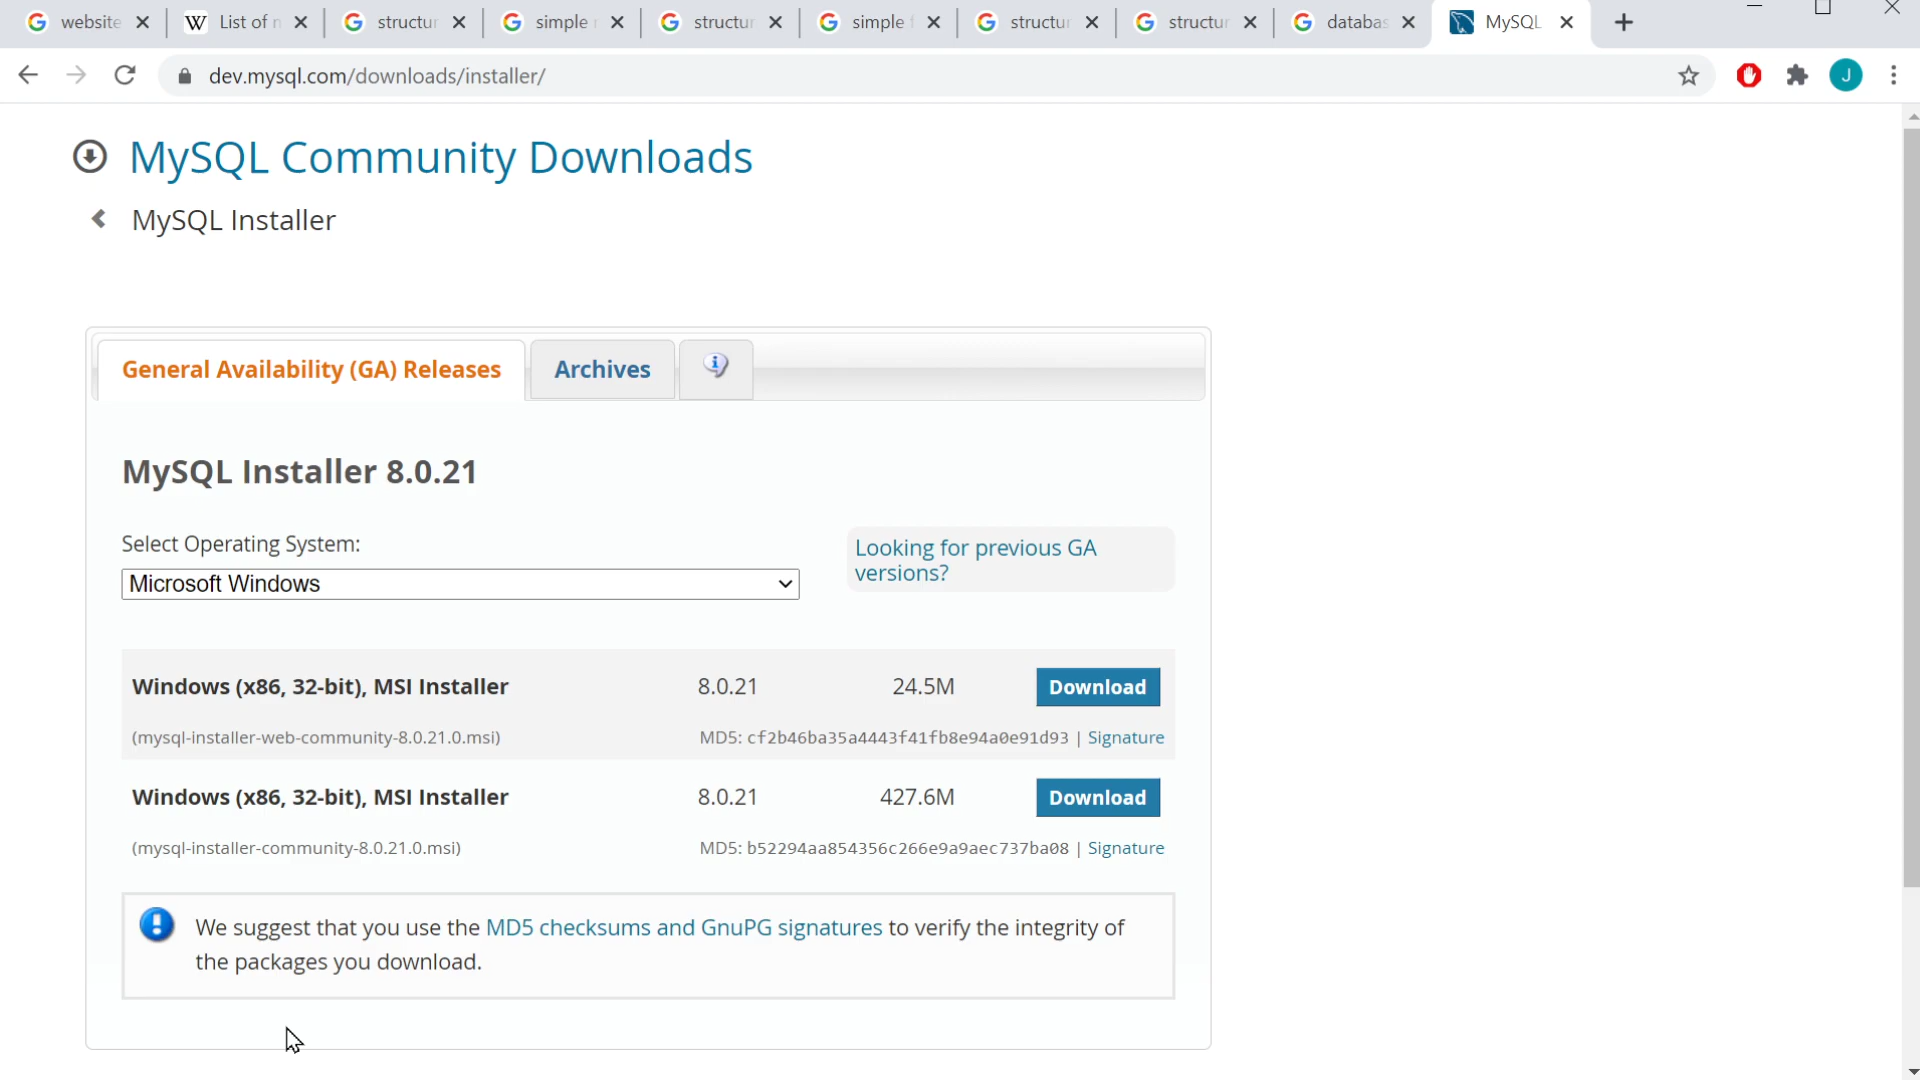 website
W List of n
structur
simple
structur
simple f
structur
structur
databas
MySQL
dev.mysql.com/downloads/installer/
J
MySQL Community Downloads
MySQL Installer
General Availability (GA) Releases
Archives
MySQL Installer 8.0.21
Select Operating System:
Looking for previous GA
versions?
Microsoft Windows
Windows (x86, 32-bit), MSI Installer 8.0.21 24.5M Download
(mysql-installer-web-community-8.0.21.0.msi) MD5: cf2b46ba35a4443f41fb8e94a0e91d93 | Signature
Windows (x86, 32-bit), MSI Installer 8.0.21 427.6M Download
(mysql-installer-community-8.0.21.0.msi) MD5: b52294aa854356c266e9a9aec737ba08 | Signature
We suggest that you use the MD5 checksums and GnuPG signatures to verify the integrity of
the packages you download.